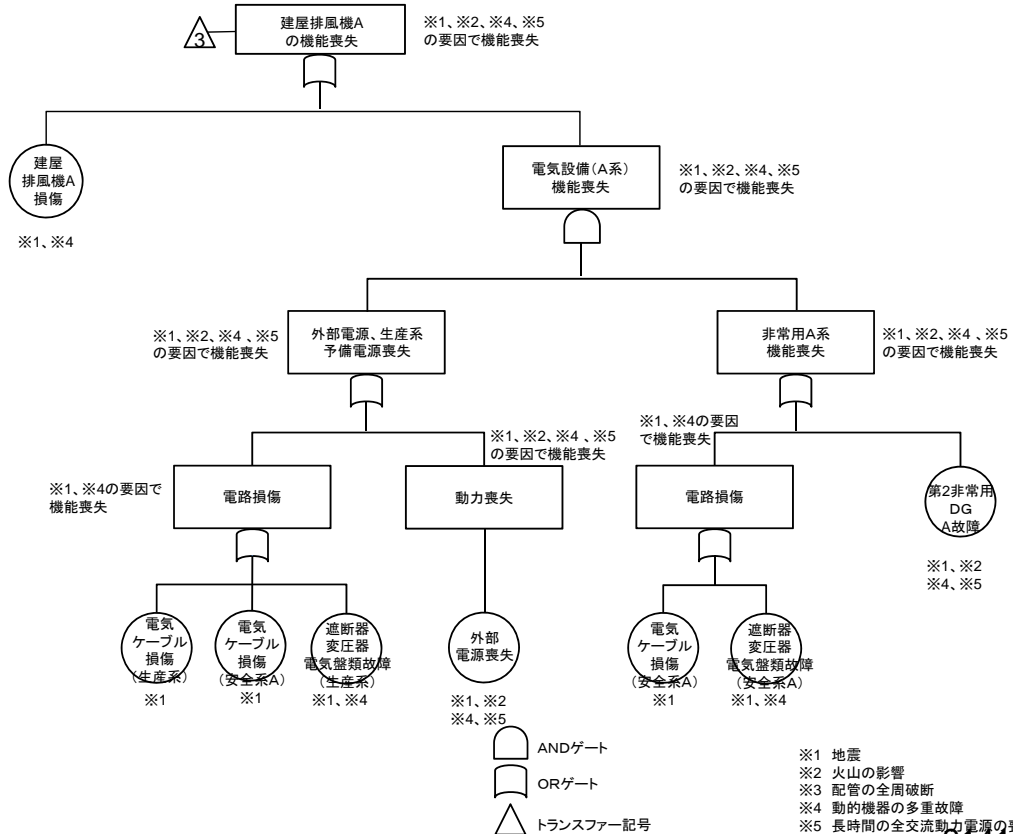 3
建屋排風機A
の機能喪失
※1、※2、※4、※5
の要因で機能喪失
建屋
排風機A
損傷
※1、※4
電気設備(A系)
機能喪失
※1、※2、※4、※5
の要因で機能喪失
※1、※2、※4 、※5
の要因で機能喪失
外部電源、生産系
予備電源喪失
非常用A系
機能喪失
※1、※2、※4 、※5
の要因で機能喪失
※1、※4の要因で
機能喪失
電路損傷
※1、※2、※4 、※5
の要因で機能喪失
動力喪失
※1、※4の要因
で機能喪失
電路損傷
第2非常用
DG
A故障
※1、※2
※4、※5
電気
ケーブル
損傷
(生産系)
※1
電気
ケーブル
損傷
(安全系A)
※1
遮断器
変圧器
電気盤類故障
(生産系)
※1、※4
外部
電源喪失
※1、※2
※4、※5
電気
ケーブル
損傷
(安全系A)
※1
遮断器
変圧器
電気盤類故障
(安全系A)
※1、※4
ANDゲート
ORゲート
トランスファー記号
※1 地震
※2 火山の影響
※3 配管の全周破断
※4 動的機器の多重故障
※5 長時間の全交流動力電源の